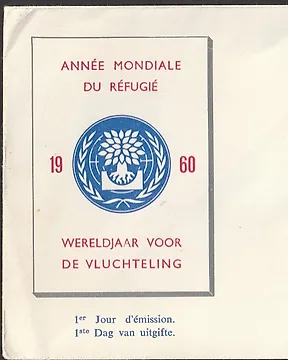 ANNÉE MONDIALE
DU RÉFUGIÉ
19 60
WERELDJAAR VOOR
DE VLUCHTELING
1er Jour d'émission.
1ste Dag van uitgifte.